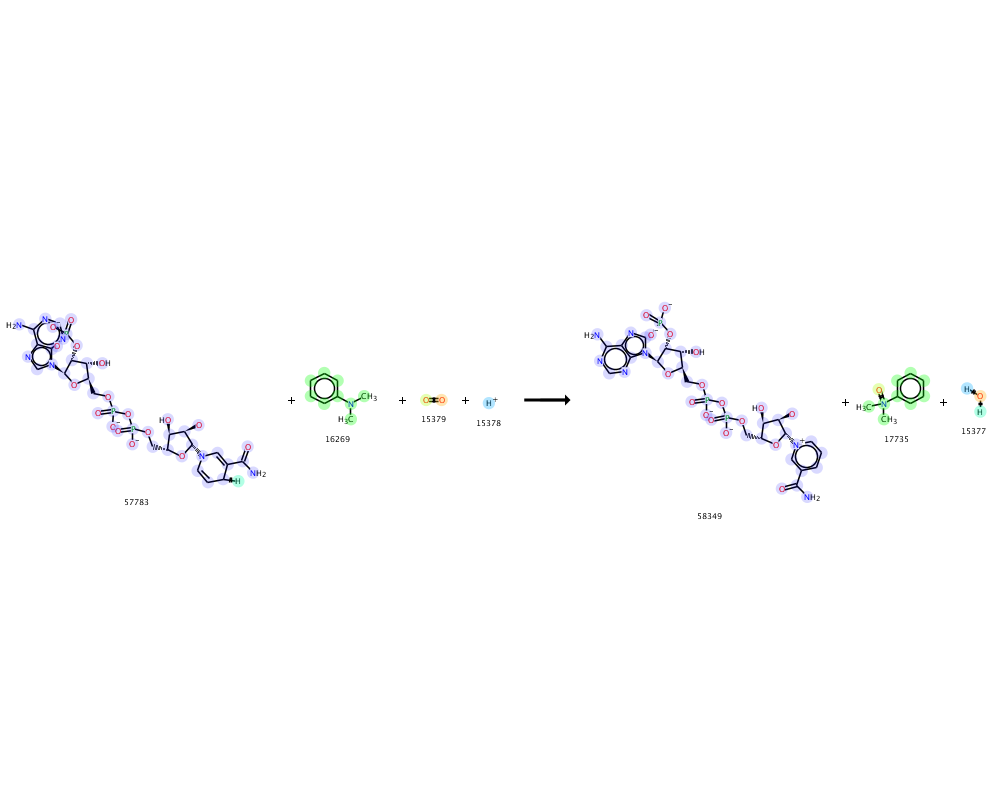 57783
+
16269
+
15379
+
15378
58349
+
17735
+
15377
H₂N
N
N
N
N
O
O
P
O⁻
O
O
OH
O
O
O
P
O
O⁻
O
P
O⁻
O
HO
O
O
N
O
NH₂
H
CH₃
N
H₃C
O
O
H⁺
O⁻
O
P
O
O⁻
H₂N
N
N
N
N
OH
O
O
O
P
O
O⁻
O
P
O⁻
HO
O
O
N⁺
O
NH₂
O
H₃C
N
CH₃
H
O
H